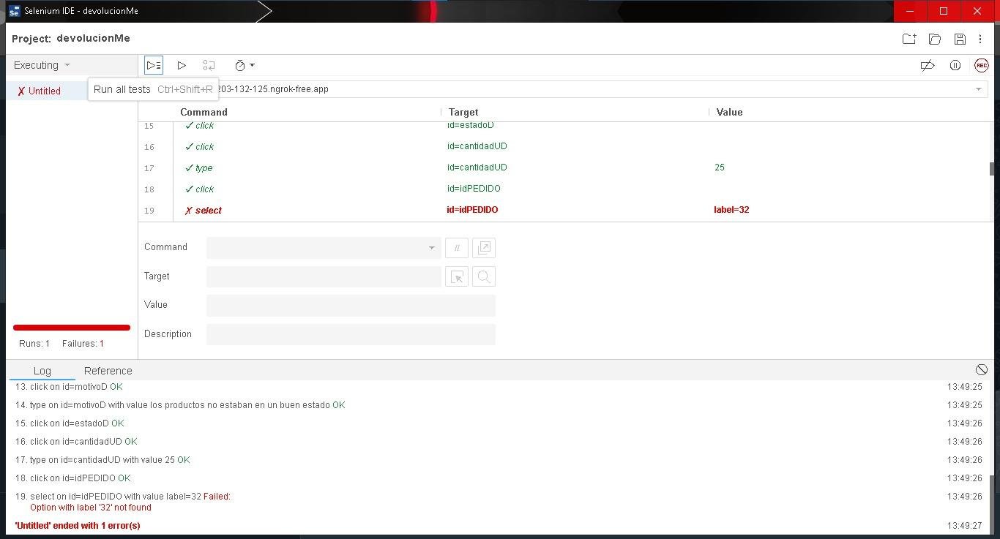 Selenium IDE - devolucionMe
Project: devolucionMe
Executing
✗ Untitled
Run all tests Ctrl+Shift+R
203-132-125.ngrok-free.app
Command Target Value
15 ✓ click id=estadoD
16 ✓ click id=cantidadUD
17 ✓ type id=cantidadUD 25
18 ✓ click id=idPEDIDO
19 ✗ select id=idPEDIDO label=32
Command //
Target
Value
Description
Runs: 1 Failures: 1
Log Reference
13. click on id=motivoD OK 13:49:25
14. type on id=motivoD with value los productos no estaban en un buen estado OK 13:49:25
15. click on id=estadoD OK 13:49:26
16. click on id=cantidadUD OK 13:49:26
17. type on id=cantidadUD with value 25 OK 13:49:26
18. click on id=idPEDIDO OK 13:49:26
19. select on id=idPEDIDO with value label=32 Failed: 13:49:26
Option with label '32' not found
'Untitled' ended with 1 error(s) 13:49:27
REC
Se